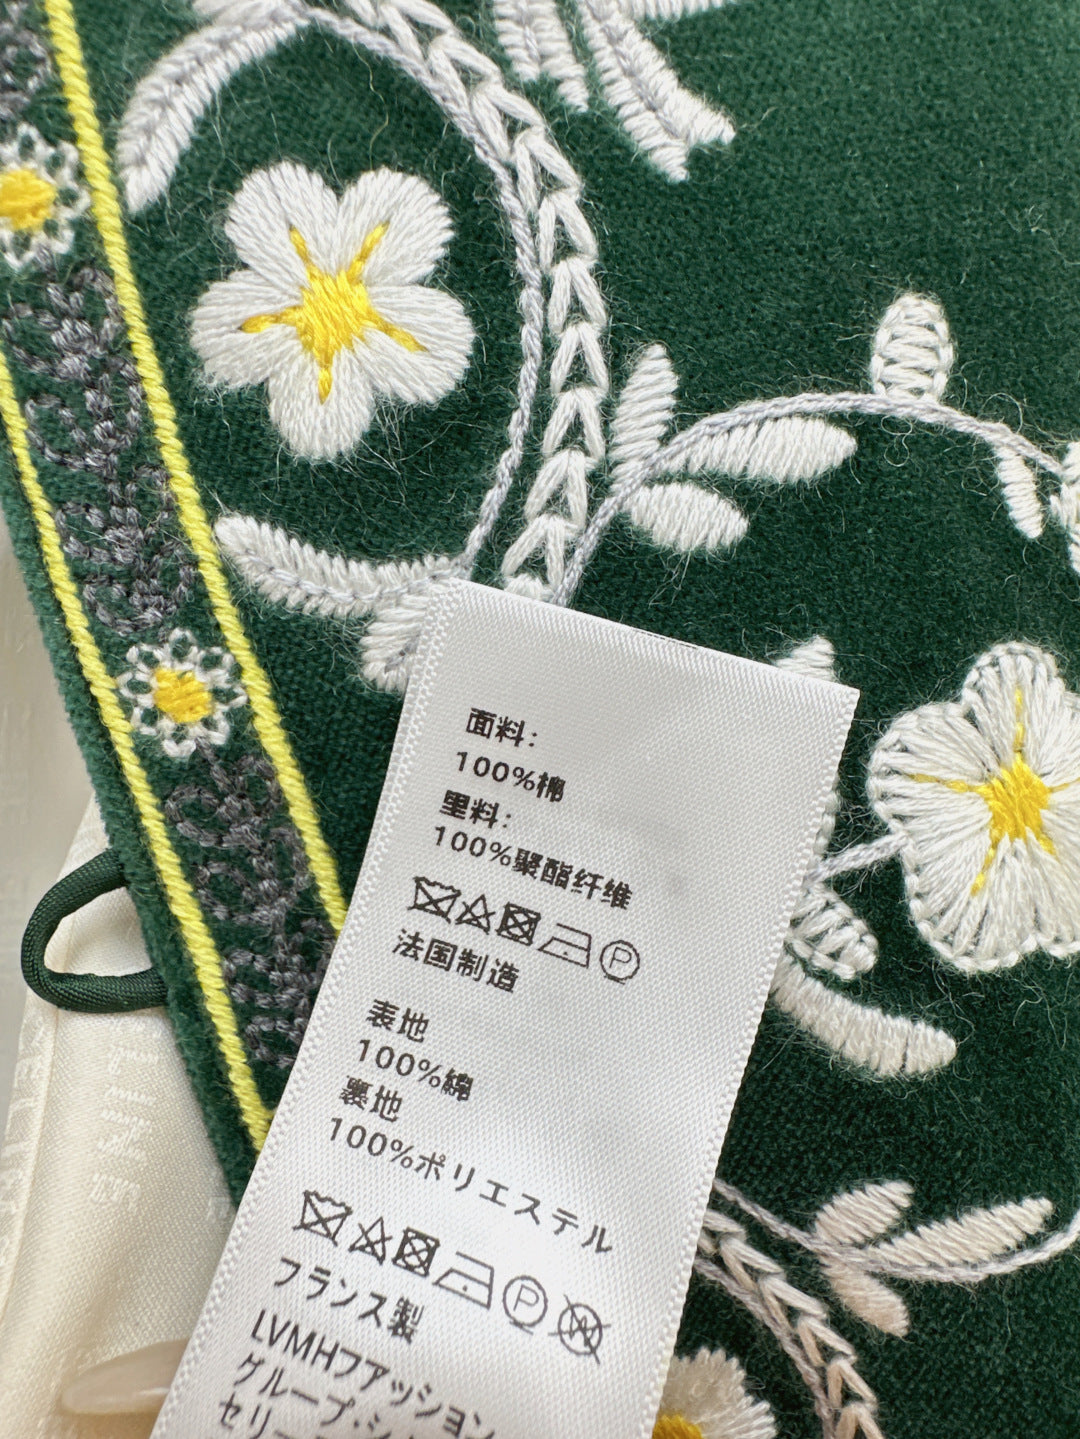 面料:
100%棉
里料:
100%聚酯纤维
P
法国制造
表地
100%綿
裏地
100%ポリエステル
P W
フランス製
LVMHファッション
グループ・
セリ